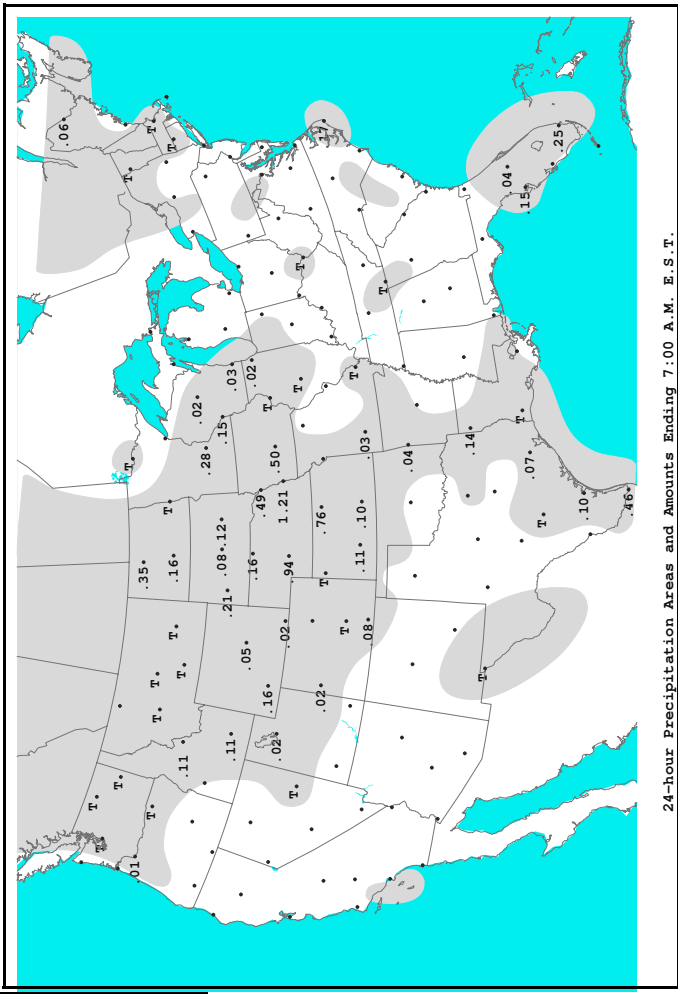 .06
T
T
T
T
T
.01
.35
T
T
T
T
T
T
.16
T
T
.11
.02
.28
.08 .12
.15
.21
.11
.03
.05
.02
.16
.49
T
.16
.50
.02
1.21
.02
.94
T
T
T
.02
.76
T
T
T
.11
.10
.03
.08
T
.04
.14
T
.04
T
.15
.07
T
.25
.10
.46
24-hour Precipitation Areas and Amounts Ending 7:00 A.M. E.S.T.